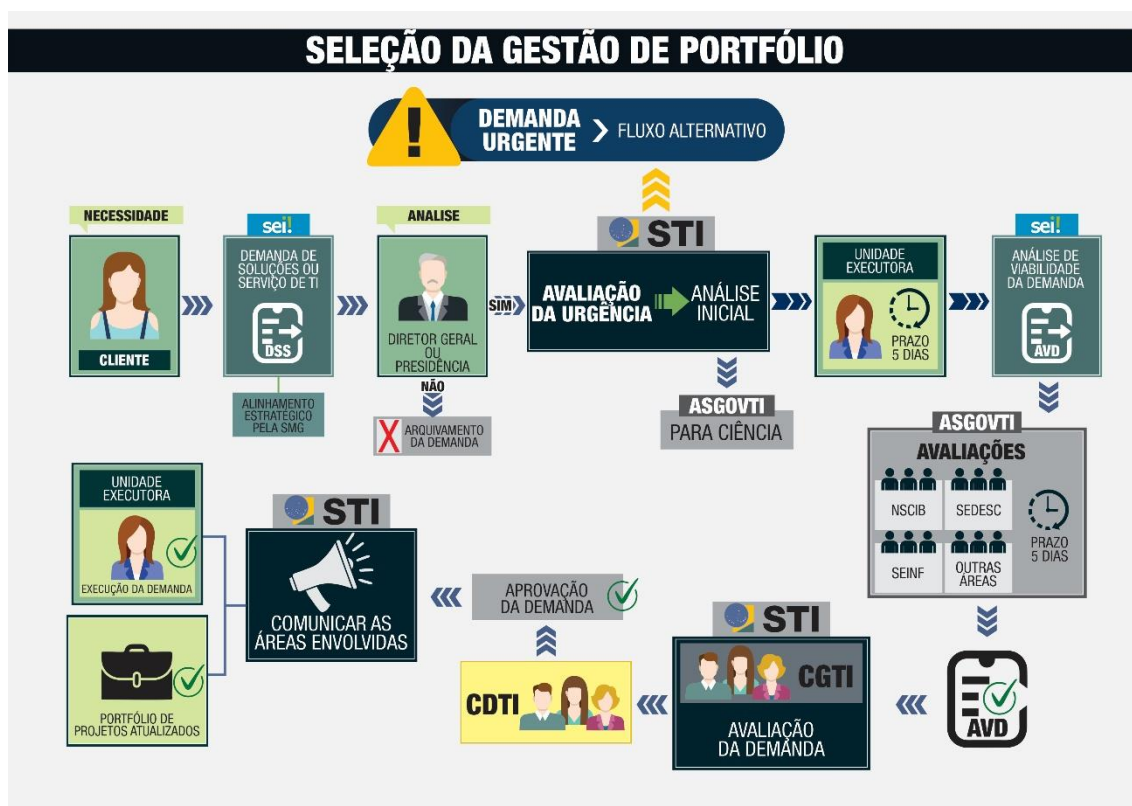 SELEÇÃO DA GESTÃO DE PORTFÓLIO
!
DEMANDA
URGENTE
FLUXO ALTERNATIVO
NECESSIDADE
CLIENTE
sei!
DEMANDA DE
SOLUÇÕES OU
SERVIÇO DE TI
DSS
ALINHAMENTO
ESTRATÉGICO
PELA SMG
ANALISE
DIRETOR GERAL
OU
PRESIDÊNCIA
SIM
NÃO
ARQUIVAMENTO
DA DEMANDA
STI
AVALIAÇÃO
DA URGÊNCIA
ANÁLISE
INICIAL
ASGOVTI
PARA CIÊNCIA
UNIDADE
EXECUTORA
PRAZO
5 DIAS
sei!
ANÁLISE DE
VIABILIDADE
DA DEMANDA
AVD
ASGOVTI
AVALIAÇÕES
NSCIB
SEDESC
SEINF
OUTRAS
ÁREAS
PRAZO
5 DIAS
AVD
STI
CGTI
AVALIAÇÃO
DA DEMANDA
CDTI
APROVAÇÃO
DA DEMANDA
STI
COMUNICAR AS
ÁREAS ENVOLVIDAS
UNIDADE
EXECUTORA
EXECUÇÃO DA DEMANDA
PORTFÓLIO DE
PROJETOS ATUALIZADOS